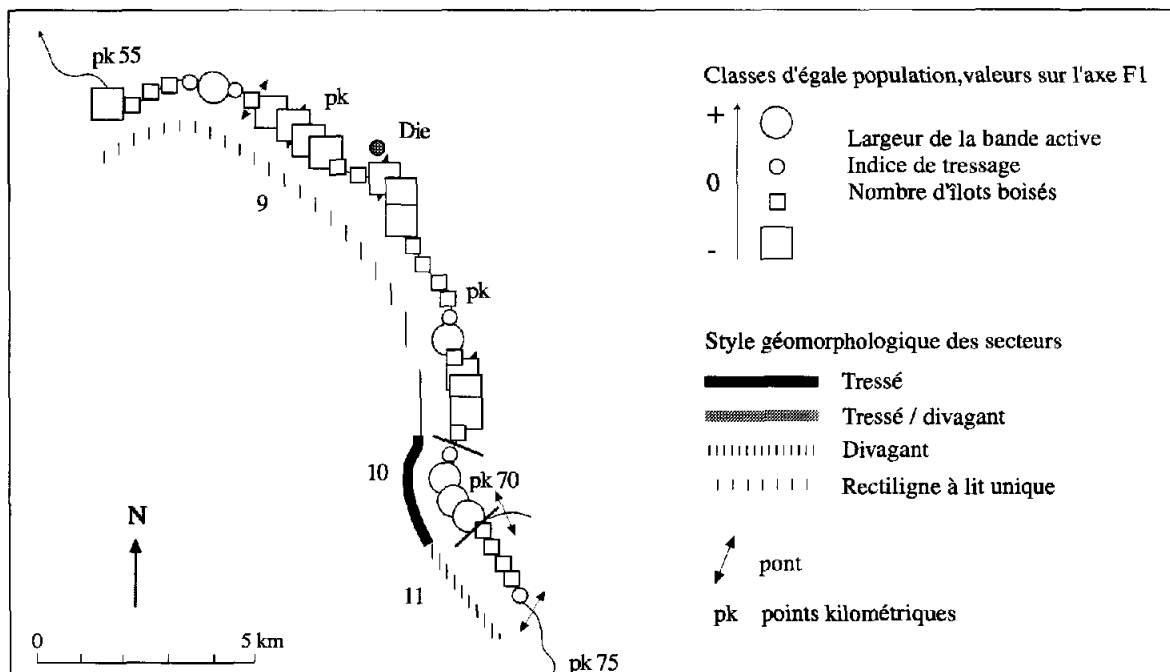 pk 55
pk
Die
9
pk
10
pk 70
11
pk 75
N
0 5 km
Classes d'égale population,valeurs sur l'axe F1
+
0
-
Largeur de la bande active
Indice de tressage
Nombre d'îlots boisés
Style géomorphologique des secteurs
Tressé
Tressé / divagant
Divagant
Rectiligne à lit unique
pont
pk points kilométriques